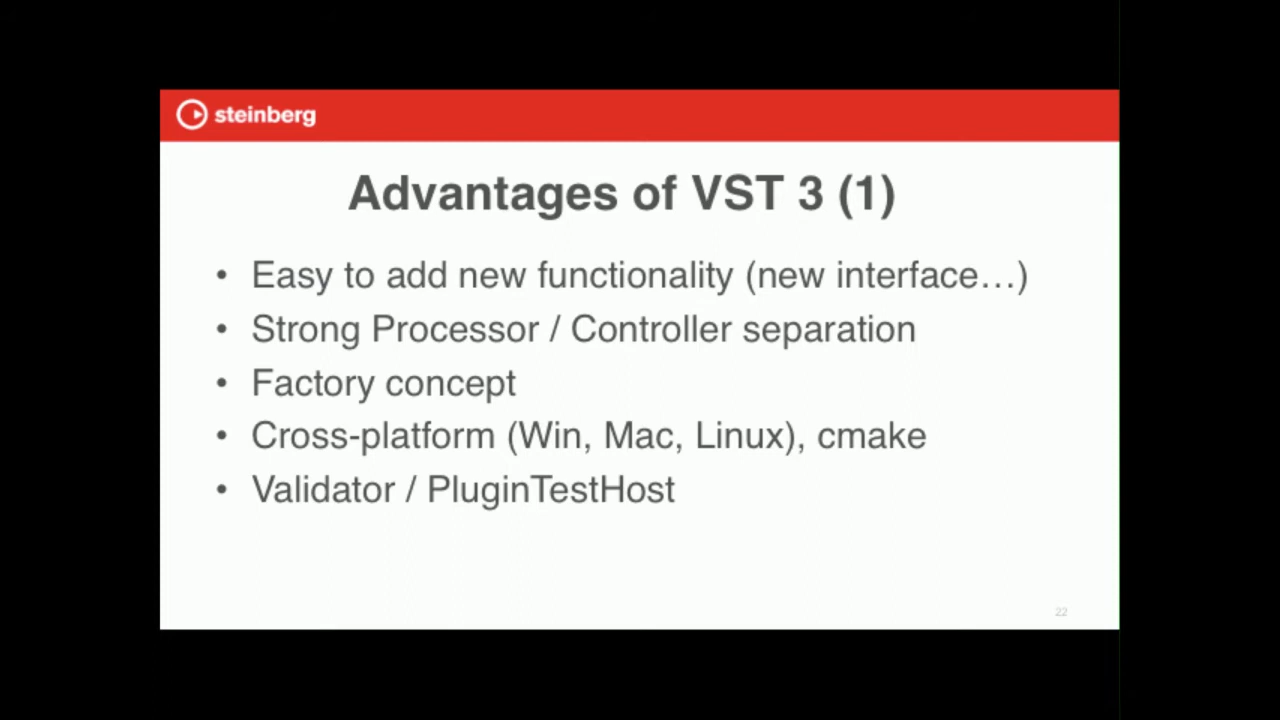 steinberg
Advantages of VST 3 (1)
• Easy to add new functionality (new interface…)
• Strong Processor / Controller separation
• Factory concept
• Cross-platform (Win, Mac, Linux), cmake
• Validator / PluginTestHost
22